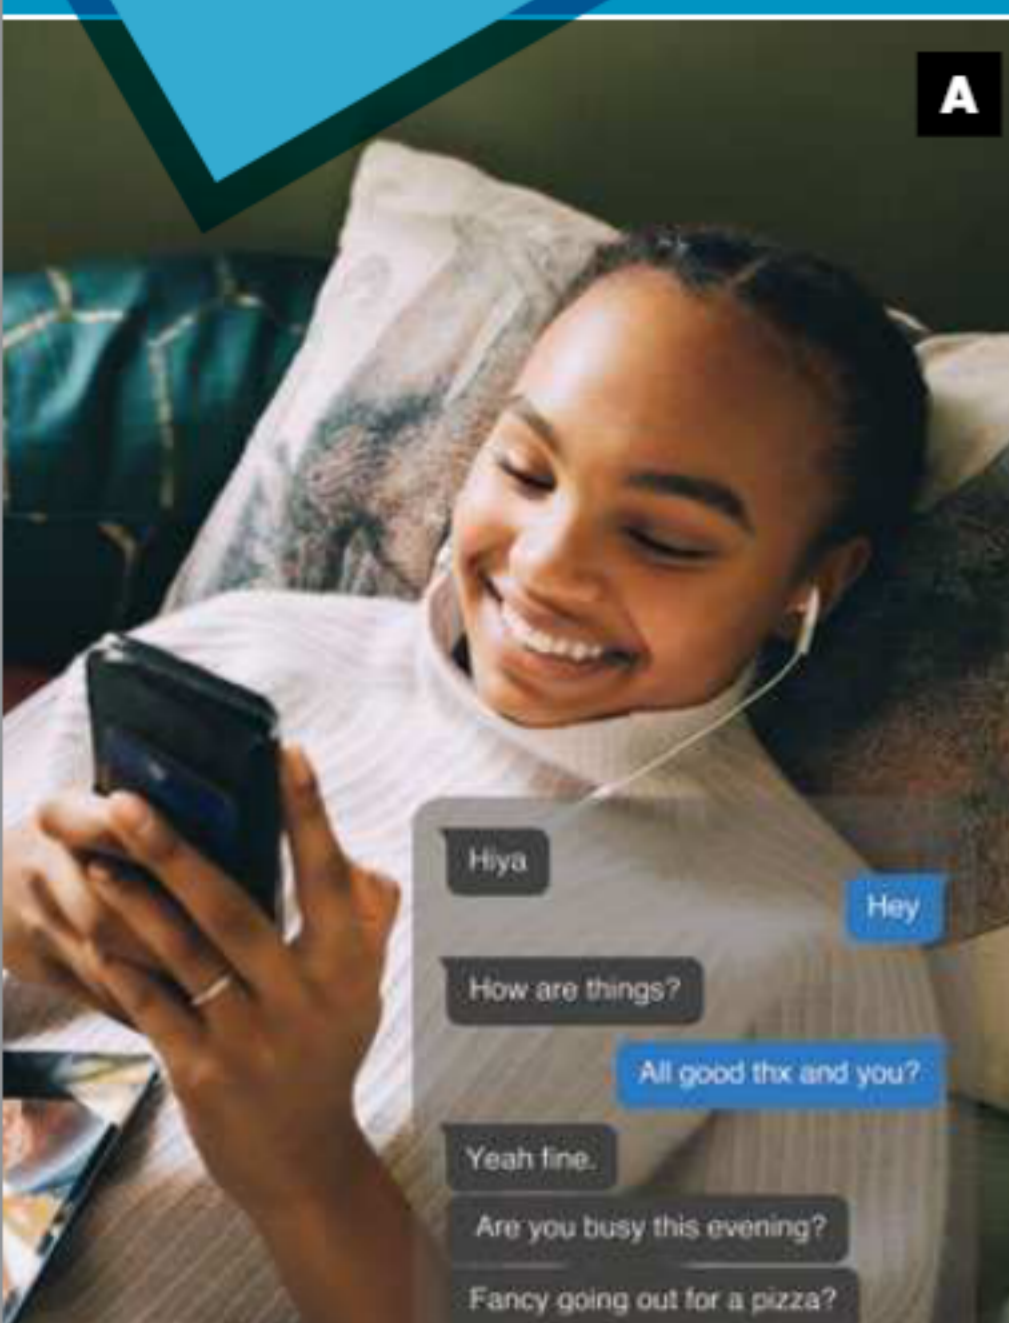 A
Hiya
Hey
How are things?
All good thx and you?
Yeah fine.
Are you busy this evening?
Fancy going out for a pizza?